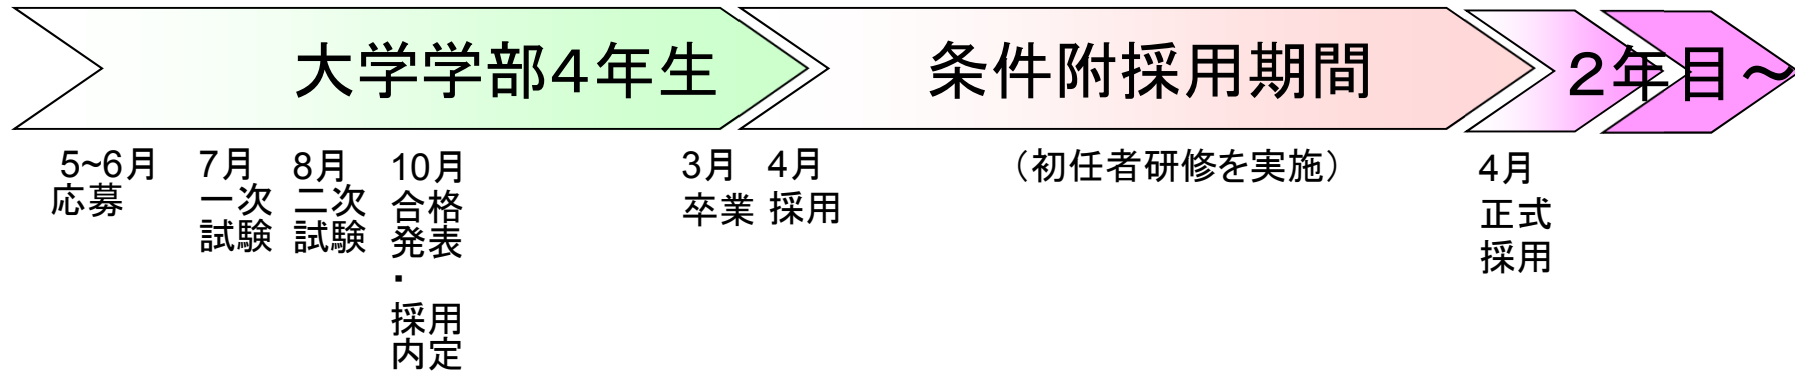 大学学部４年生
条件附採用期間
２年目～
5~6月
応募
7月
一次
試験
8月
二次
試験
10月
合格
発表
・
採用
内定
3月
卒業
4月
採用
（初任者研修を実施）
4月
正式
採用